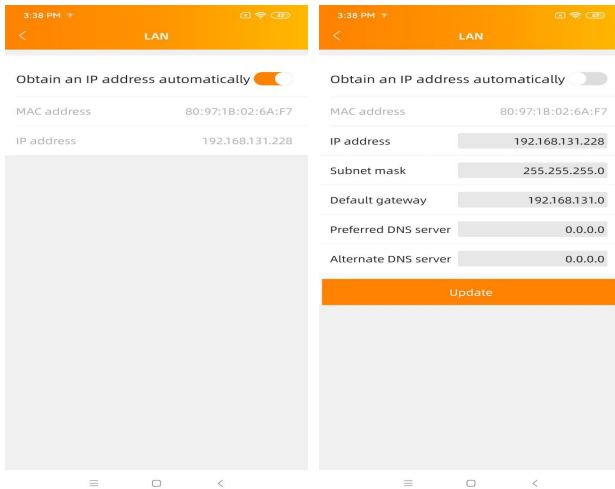 3:38 PM
LAN
Obtain an IP address automatically
MAC address 80:97:1B:02:6A:F7
IP address 192.168.131.228
3:38 PM
LAN
Obtain an IP address automatically
MAC address 80:97:1B:02:6A:F7
IP address 192.168.131.228
Subnet mask 255.255.255.0
Default gateway 192.168.131.0
Preferred DNS server 0.0.0.0
Alternate DNS server 0.0.0.0
Update